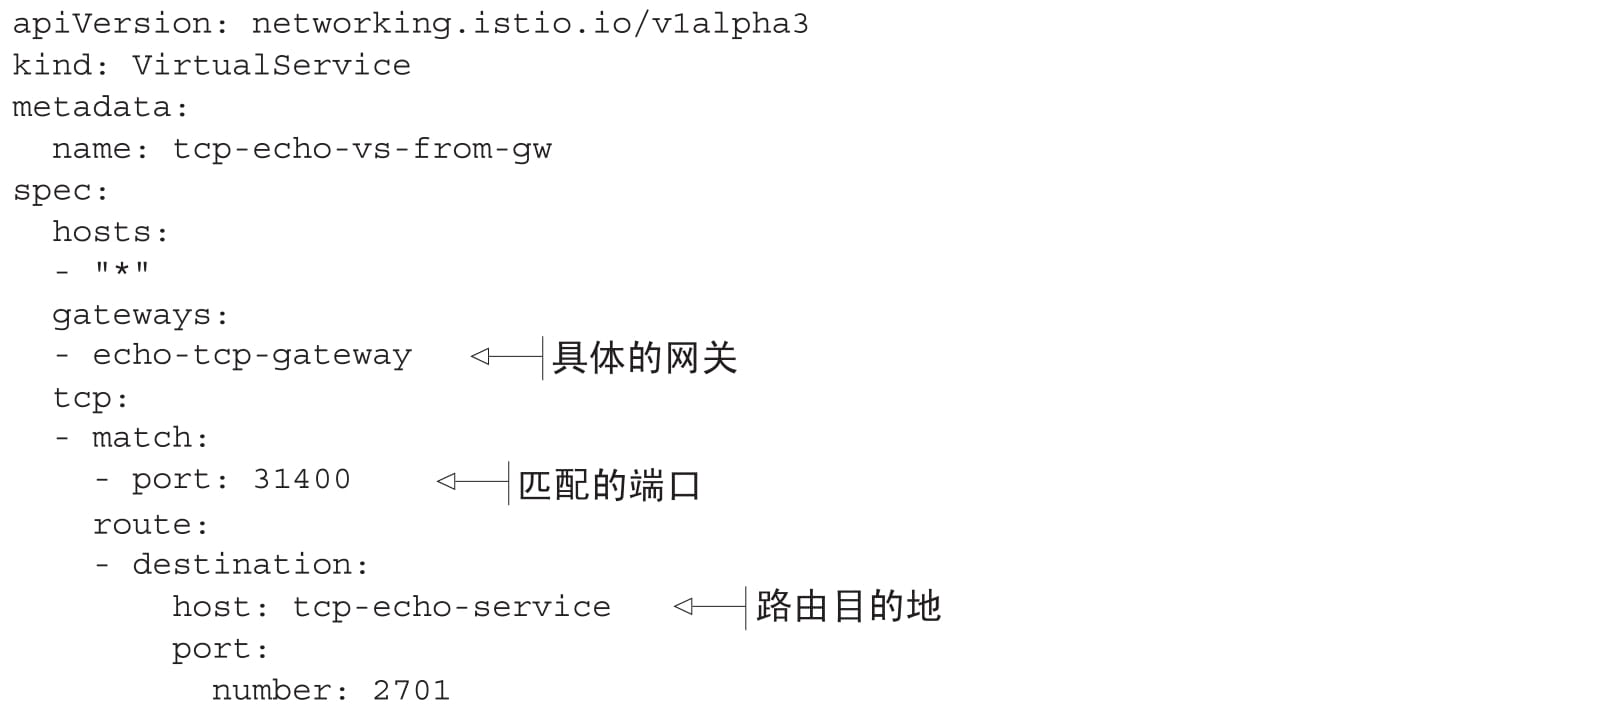 apiVersion: networking.istio.io/v1alpha3
kind: VirtualService
metadata:
  name: tcp-echo-vs-from-gw
spec:
  hosts:
  - "*"
  gateways:
  - echo-tcp-gateway 具体的网关
  tcp:
  - match:
    - port: 31400 匹配的端口
    route:
    - destination:
        host: tcp-echo-service 路由目的地
        port:
          number: 2701